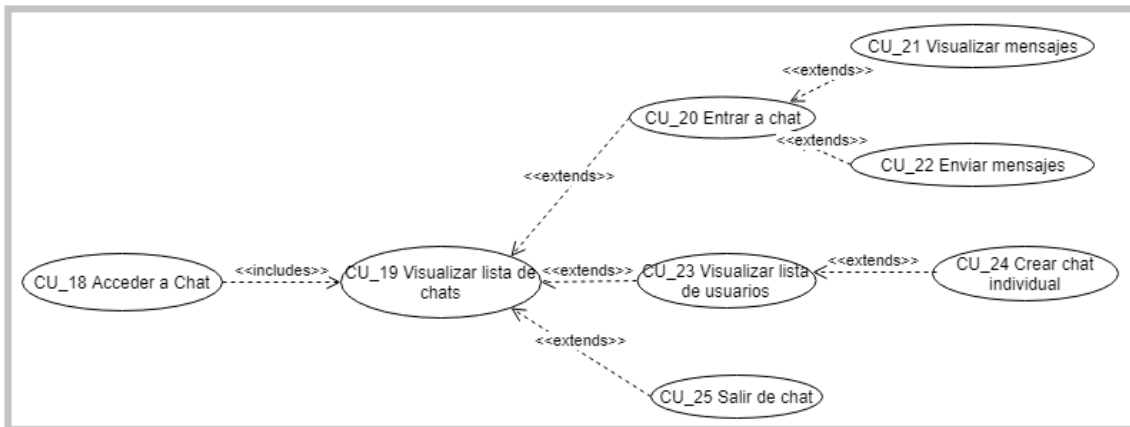 CU_21 Visualizar mensajes
<<extends>>
CU_20 Entrar a chat
<<extends>>
CU_22 Enviar mensajes
<<extends>>
CU_18 Acceder a Chat
<<includes>>
CU_19 Visualizar lista de
chats
<<extends>>
CU_23 Visualizar lista
de usuarios
<<extends>>
CU_24 Crear chat
individual
<<extends>>
CU_25 Salir de chat